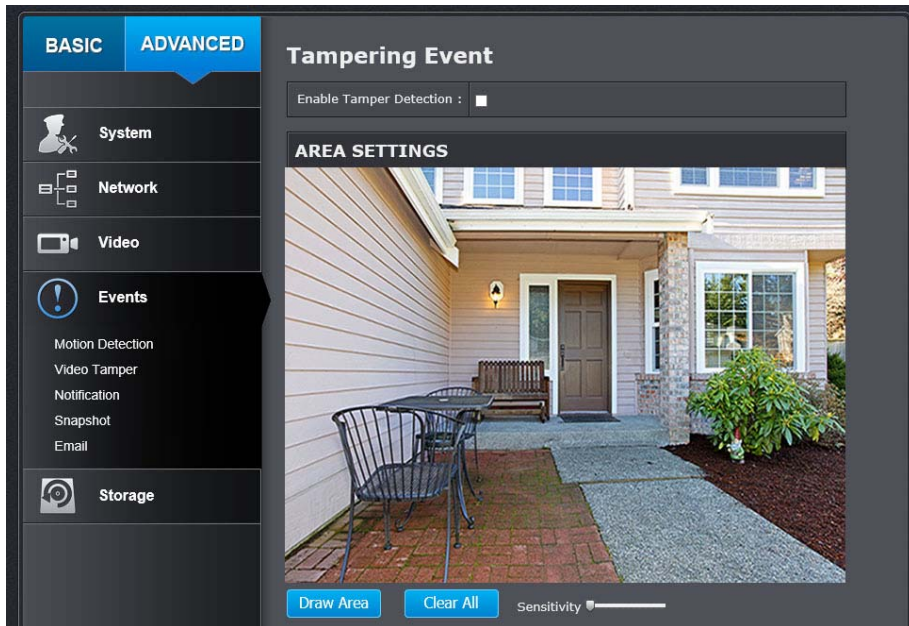 BASIC
ADVANCED
System
Network
Video
Events
Motion Detection
Video Tamper
Notification
Snapshot
Email
Storage
Tampering Event
Enable Tamper Detection :
AREA SETTINGS
Draw Area
Clear All
Sensitivity